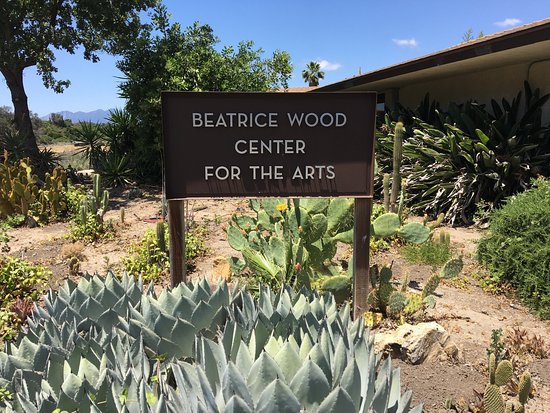 BEATRICE WOOD
CENTER
FOR THE ARTS